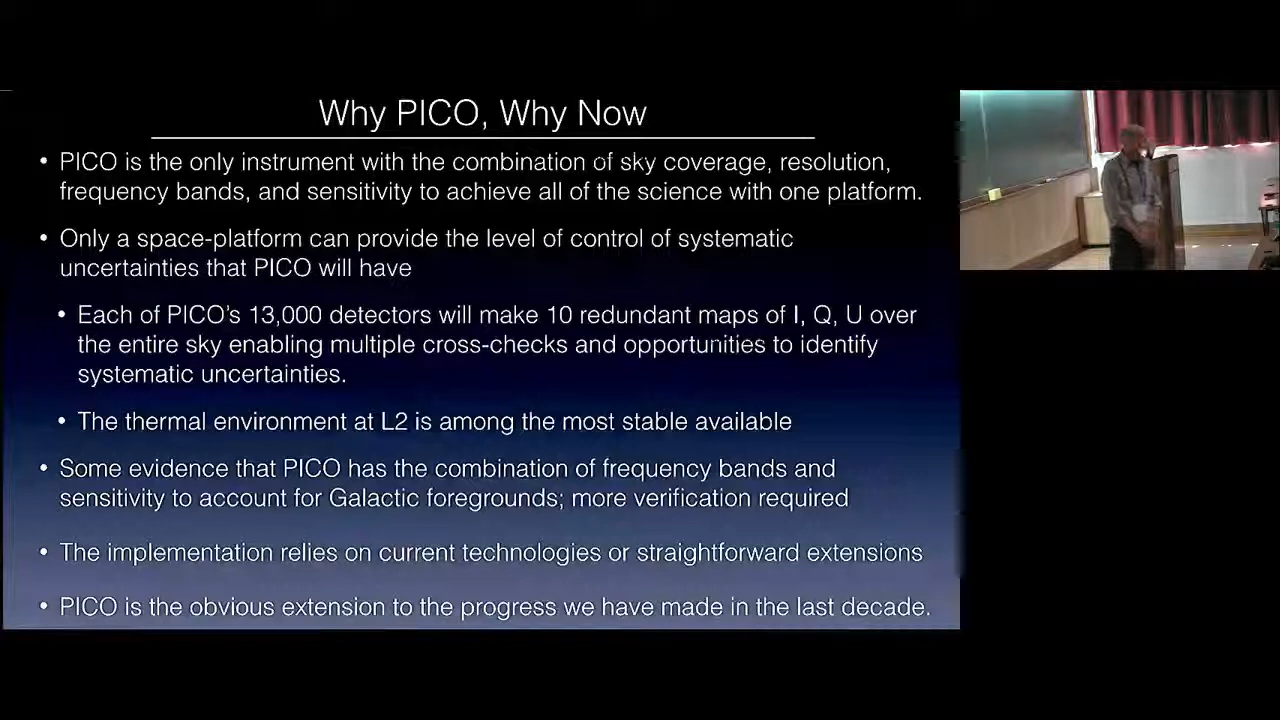 Why PICO, Why Now
• PICO is the only instrument with the combination of sky coverage, resolution,
frequency bands, and sensitivity to achieve all of the science with one platform.
• Only a space-platform can provide the level of control of systematic
uncertainties that PICO will have
• Each of PICO's 13,000 detectors will make 10 redundant maps of I, Q, U over
the entire sky enabling multiple cross-checks and opportunities to identify
systematic uncertainties.
• The thermal environment at L2 is among the most stable available
• Some evidence that PICO has the combination of frequency bands and
sensitivity to account for Galactic foregrounds; more verification required
• The implementation relies on current technologies or straightforward extensions
• PICO is the obvious extension to the progress we have made in the last decade.